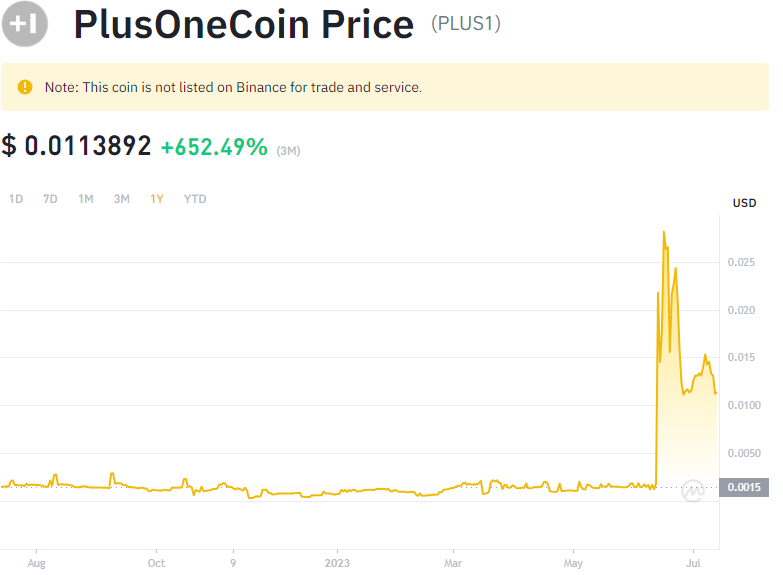 +1 PlusOneCoin Price (PLUS1)
! Note: This coin is not listed on Binance for trade and service.
$ 0.0113892 +652.49% (3M)
1D 7D 1M 3M 1Y YTD
USD
0.025
0.020
0.015
0.0100
0.0050
0.0015
Aug Oct 9 2023 Mar May Jul